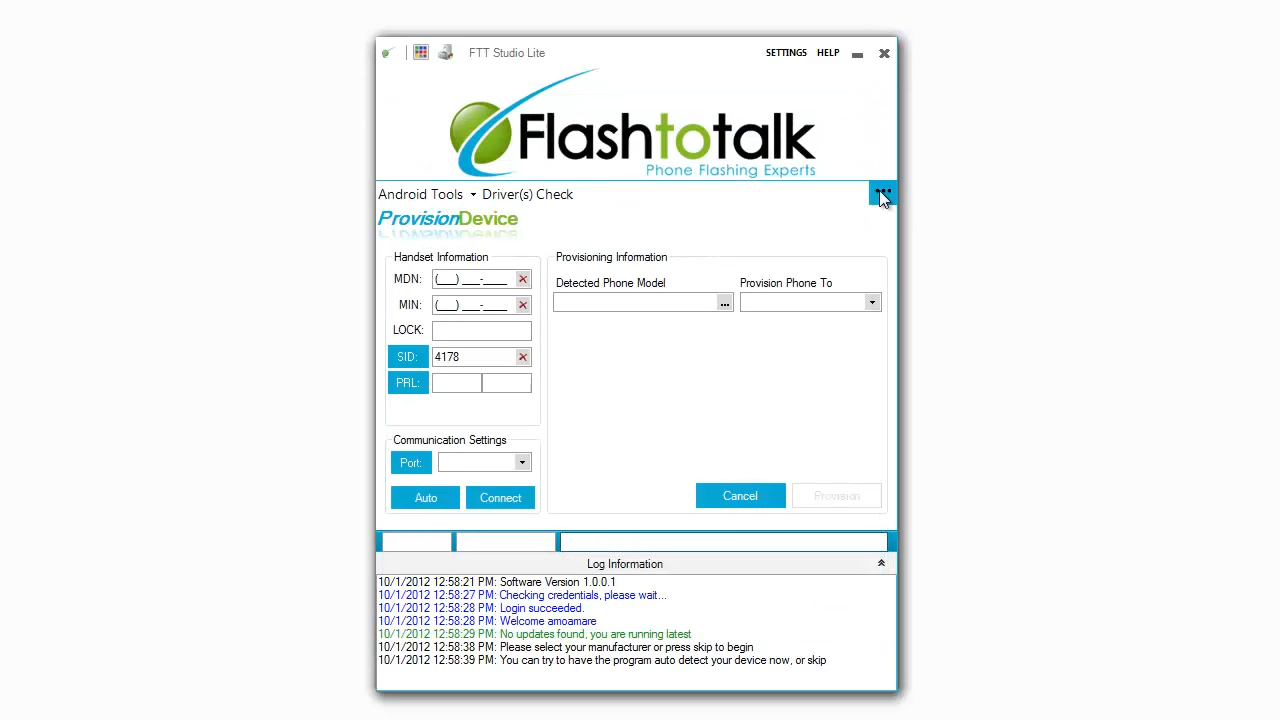 FTT Studio Lite
SETTINGS HELP
Flashtotalk
Phone Flashing Experts
Android Tools Driver(s) Check
ProvisionDevice
Handset Information
MDN: (___) ___-____
MIN: (___) ___-____
LOCK:
SID: 4178
PRL:
Communication Settings
Port:
Auto Connect
Provisioning Information
Detected Phone Model Provision Phone To
...
Cancel Provision
Log Information
10/1/2012 12:58:21 PM: Software Version 1.0.0.1
10/1/2012 12:58:27 PM: Checking credentials, please wait...
10/1/2012 12:58:28 PM: Login succeeded.
10/1/2012 12:58:28 PM: Welcome amoamare
10/1/2012 12:58:29 PM: No updates found, you are running latest
10/1/2012 12:58:38 PM: Please select your manufacturer or press skip to begin
10/1/2012 12:58:39 PM: You can try to have the program auto detect your device now, or skip